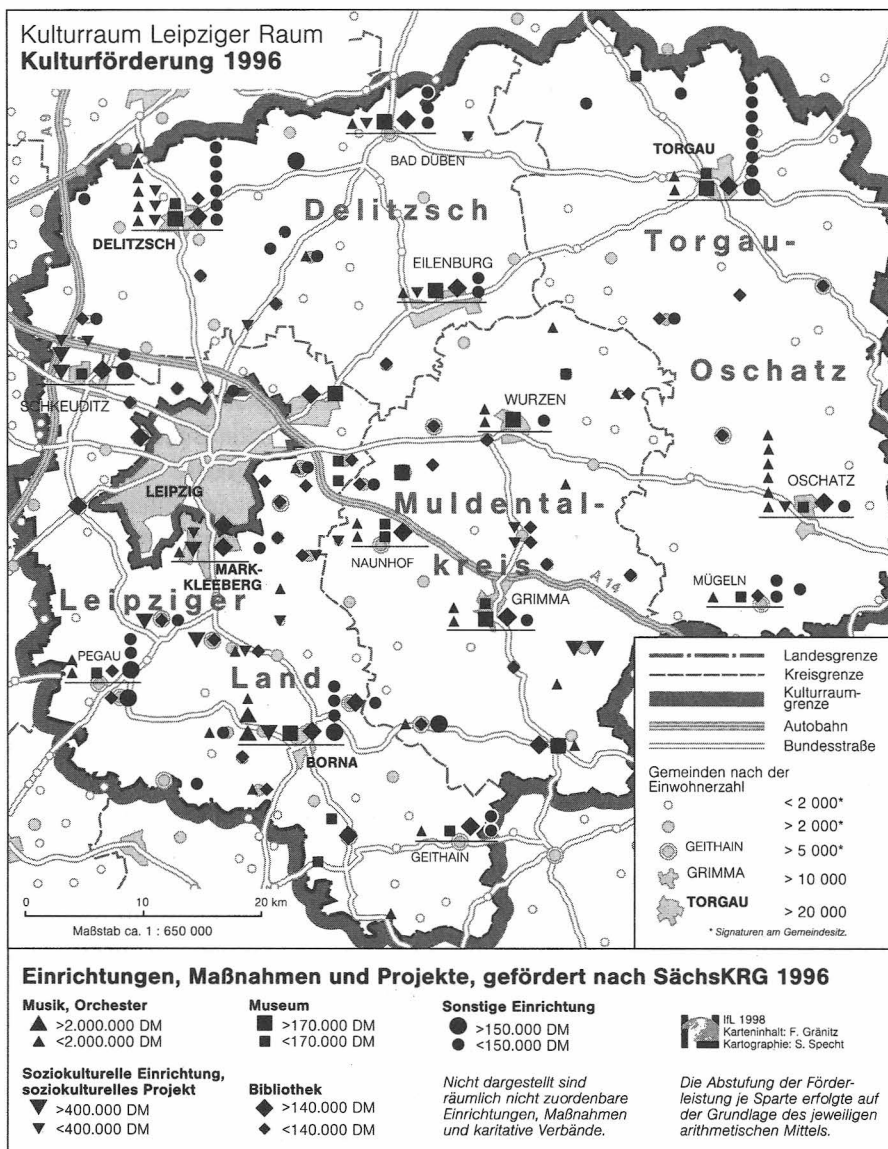 Kulturraum Leipziger Raum
Kulturförderung 1996
A 9
BAD DÜBEN
TORGAU
Delitzsch
DELITZSCH
Torgau-
EILENBURG
Oschatz
SCHKEUDITZ
WURZEN
LEIPZIG
OSCHATZ
Muldental-
kreis
MARK-
KLEEBERG
NAUNHOF
A 14
MÜGELN
Leipziger
Land
GRIMMA
PEGAU
BORNA
GEITHAIN
0 10 20 km
Maßstab ca. 1 : 650 000
Landesgrenze
Kreisgrenze
Kulturraum-
grenze
Autobahn
Bundesstraße
Gemeinden nach der
Einwohnerzahl
< 2 000*
> 2 000*
GEITHAIN > 5 000*
GRIMMA > 10 000
TORGAU > 20 000
* Signaturen am Gemeindesitz.
Einrichtungen, Maßnahmen und Projekte, gefördert nach SächsKRG 1996
Musik, Orchester
>2.000.000 DM
<2.000.000 DM
Soziokulturelle Einrichtung,
soziokulturelles Projekt
>400.000 DM
<400.000 DM
Museum
>170.000 DM
<170.000 DM
Bibliothek
>140.000 DM
<140.000 DM
Sonstige Einrichtung
>150.000 DM
<150.000 DM
Nicht dargestellt sind
räumlich nicht zuordenbare
Einrichtungen, Maßnahmen
und karitative Verbände.
IfL 1998
Karteninhalt: F. Gränitz
Kartographie: S. Specht
Die Abstufung der Förder-
leistung je Sparte erfolgte auf
der Grundlage des jeweiligen
arithmetischen Mittels.